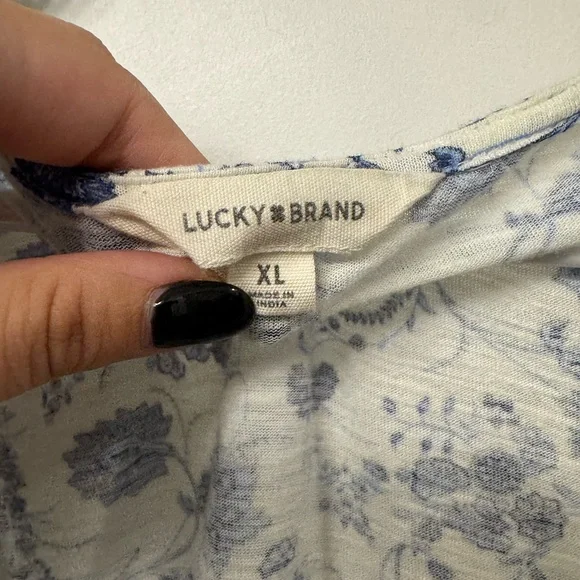 LUCKY BRAND
XL
MADE IN
INDIA